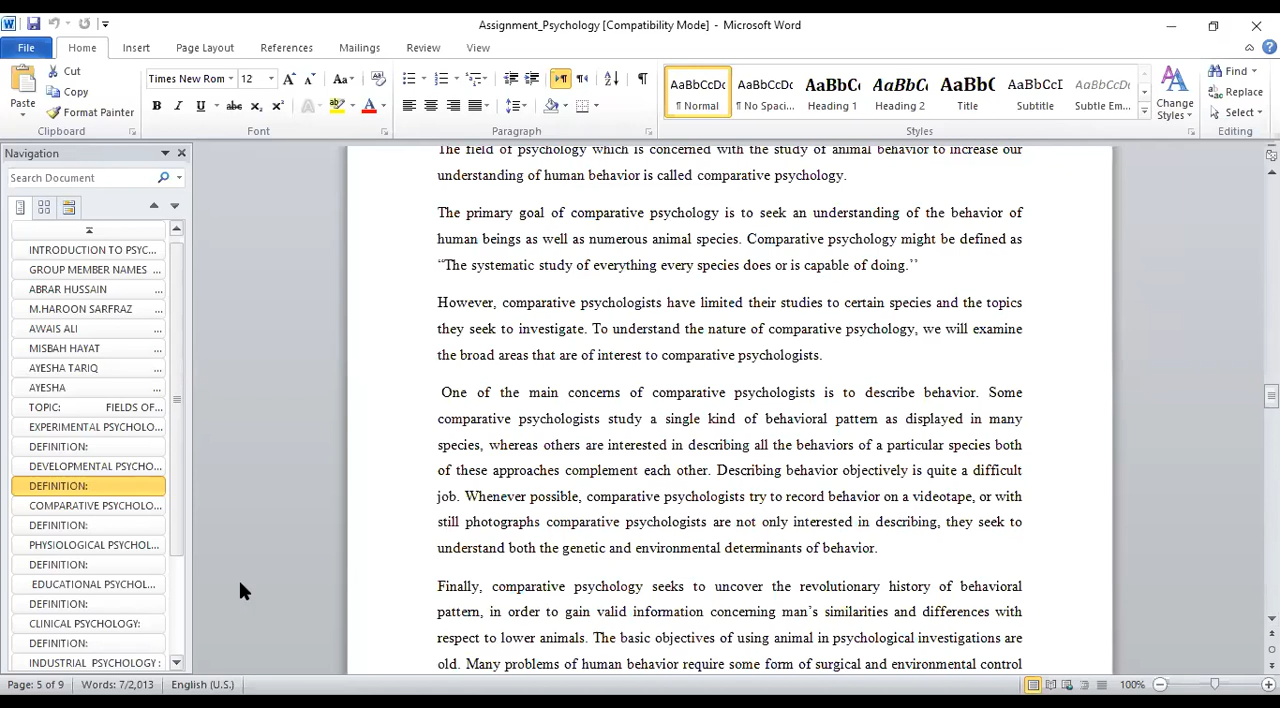 Assignment_Psychology [Compatibility Mode] - Microsoft Word
File Home Insert Page Layout References Mailings Review View
Paste Cut Copy Format Painter
Clipboard
Times New Rom 12
Font
Paragraph
AaBbCcDc ¶ Normal
AaBbCcDc ¶ No Spaci...
AaBbC Heading 1
AaBbC Heading 2
AaBb( Title
AaBbCcI Subtitle
AaBbCcDc Subtle Em...
Change Styles
Styles
Find
Replace
Select
Editing
Navigation
Search Document
INTRODUCTION TO PSYC...
GROUP MEMBER NAMES ...
ABRAR HUSSAIN ...
M.HAROON SARFRAZ ...
AWAIS ALI ...
MISBAH HAYAT ...
AYESHA TARIQ ...
AYESHA ...
TOPIC: FIELDS OF...
EXPERIMENTAL PSYCHOLO...
DEFINITION:
DEVELOPMENTAL PSYCHO...
DEFINITION:
COMPARATIVE PSYCHOLO...
DEFINITION:
PHYSIOLOGICAL PSYCHOL...
DEFINITION:
EDUCATIONAL PSYCHOL...
DEFINITION:
CLINICAL PSYCHOLOGY:
DEFINITION:
INDUSTRIAL PSYCHOLOGY :
The field of psychology which is concerned with the study of animal behavior to increase our
understanding of human behavior is called comparative psychology.
The primary goal of comparative psychology is to seek an understanding of the behavior of
human beings as well as numerous animal species. Comparative psychology might be defined as
“The systematic study of everything every species does or is capable of doing.’’
However, comparative psychologists have limited their studies to certain species and the topics
they seek to investigate. To understand the nature of comparative psychology, we will examine
the broad areas that are of interest to comparative psychologists.
One of the main concerns of comparative psychologists is to describe behavior. Some
comparative psychologists study a single kind of behavioral pattern as displayed in many
species, whereas others are interested in describing all the behaviors of a particular species both
of these approaches complement each other. Describing behavior objectively is quite a difficult
job. Whenever possible, comparative psychologists try to record behavior on a videotape, or with
still photographs comparative psychologists are not only interested in describing, they seek to
understand both the genetic and environmental determinants of behavior.
Finally, comparative psychology seeks to uncover the revolutionary history of behavioral
pattern, in order to gain valid information concerning man’s similarities and differences with
respect to lower animals. The basic objectives of using animal in psychological investigations are
old. Many problems of human behavior require some form of surgical and environmental control
Page: 5 of 9 Words: 7/2,013 English (U.S.) 100%